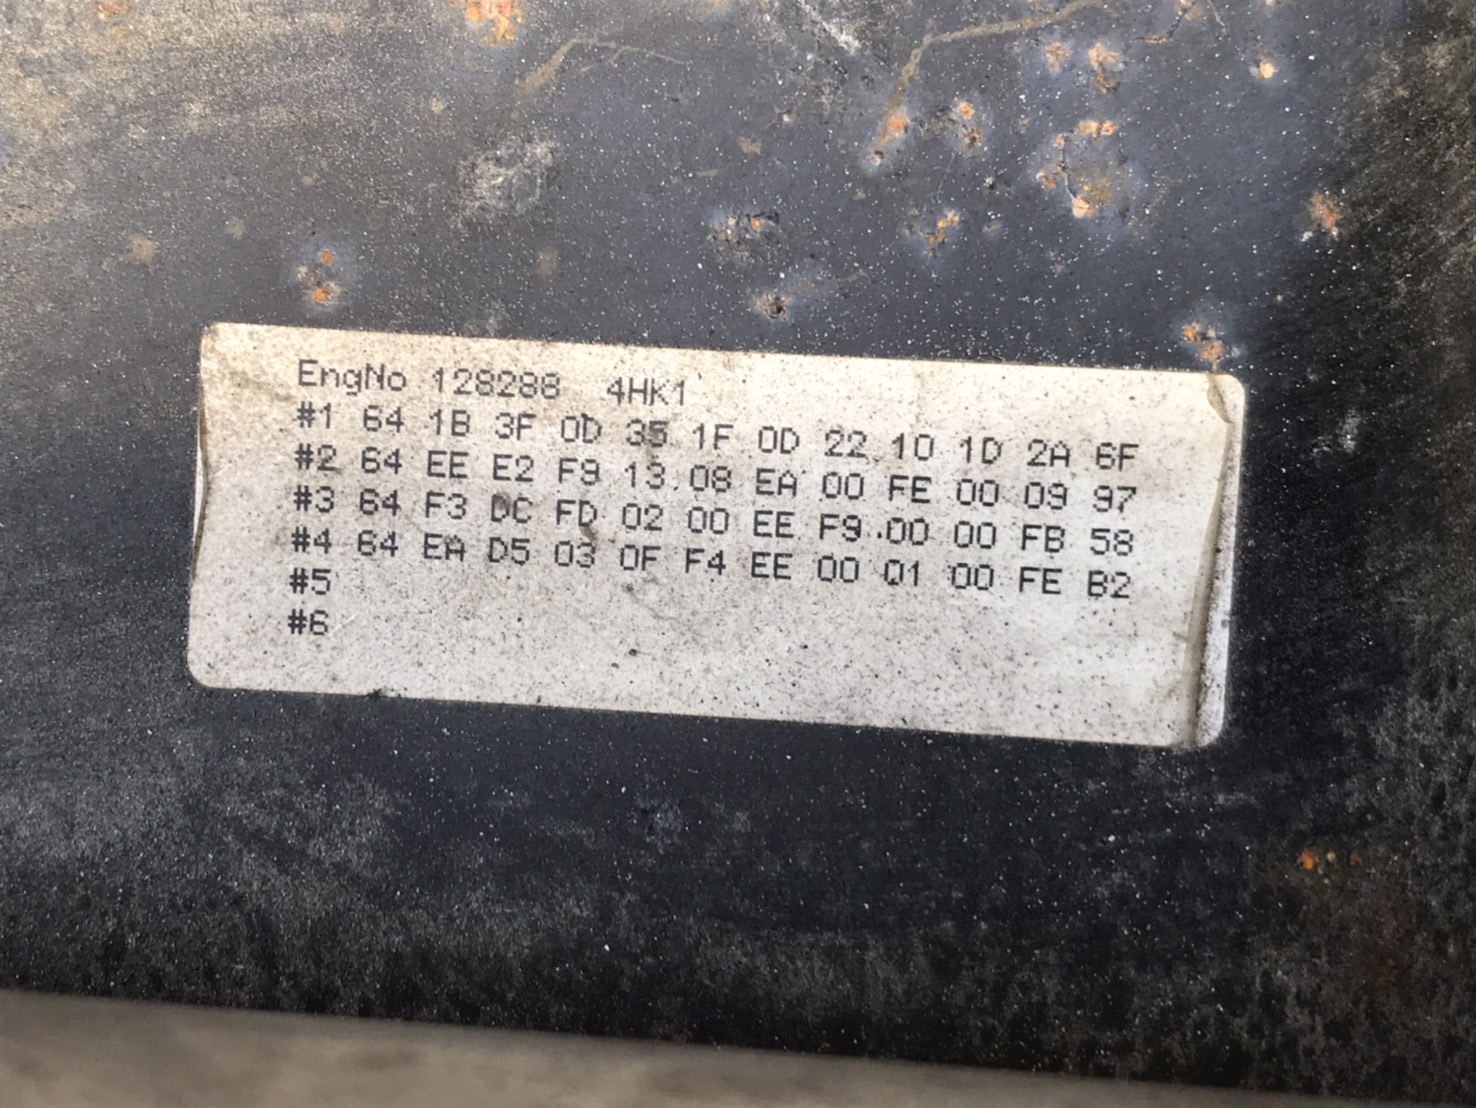 EngNo 128288 4HK1
#1 64 1B 3F 0D 35 1F 0D 22 10 1D 2A 6F
#2 64 EE E2 F9 13 08 EA 00 FE 00 09 97
#3 64 F3 DC FD 02 00 EE F9 00 00 FB 58
#4 64 EA D5 03 0F F4 EE 00 01 00 FE B2
#5
#6